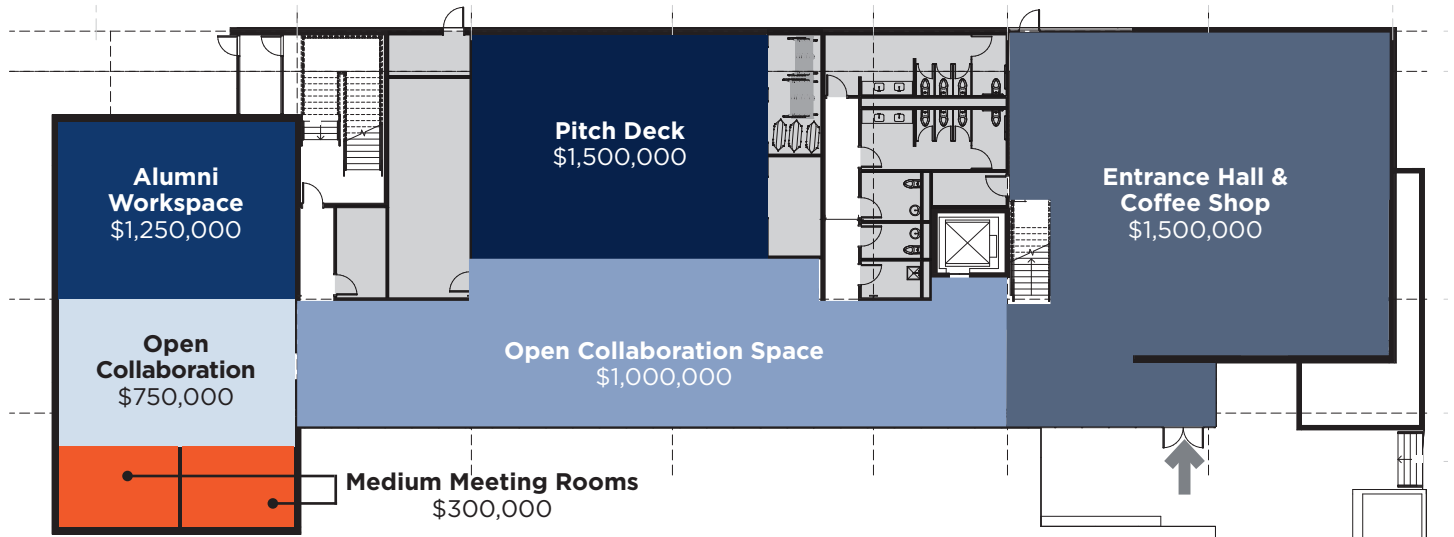 Pitch Deck
$1,500,000
Alumni
Workspace
$1,250,000
Entrance Hall &
Coffee Shop
$1,500,000
Open
Collaboration
$750,000
Open Collaboration Space
$1,000,000
Medium Meeting Rooms
$300,000